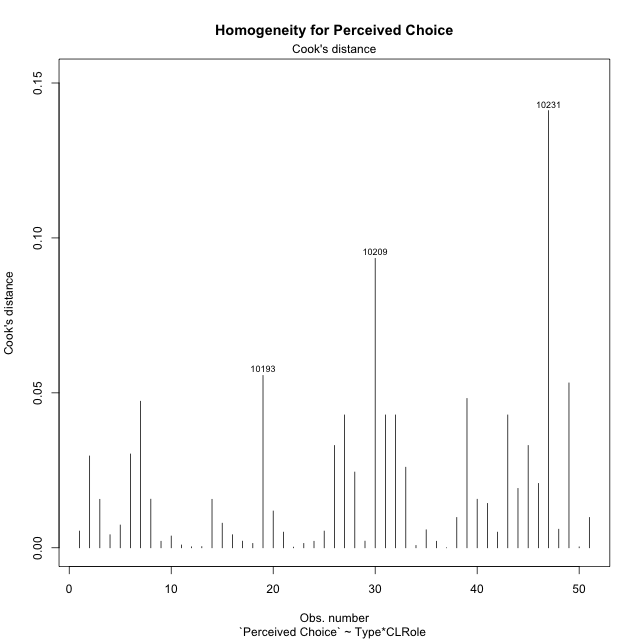 Homogeneity for Perceived Choice
Cook's distance
0.15
10231
0.10
10209
Cook's distance
10193
0.05
0.00
0 10 20 30 40 50
Obs. number
`Perceived Choice` ~ Type*CLRole